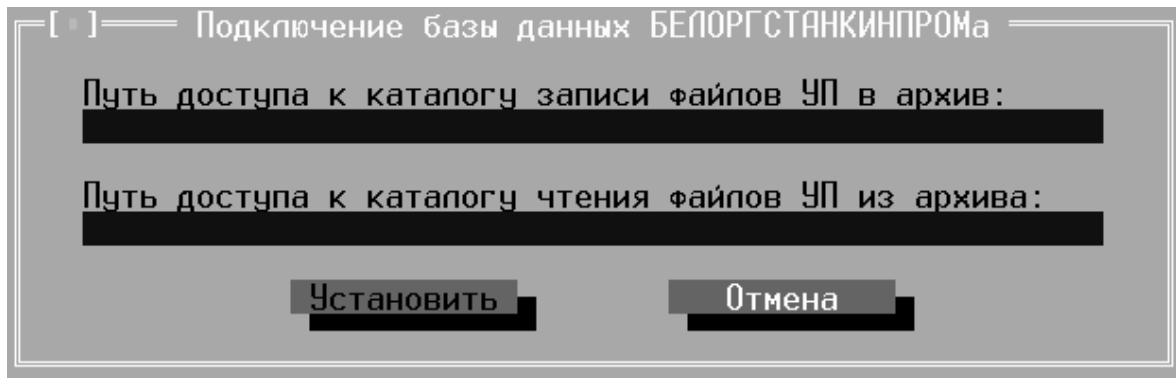 [▪] Подключение базы данных БЕЛОРГСТАНКИНПРОМа
Путь доступа к каталогу записи файлов УП в архив:
Путь доступа к каталогу чтения файлов УП из архива:
Установить Отмена